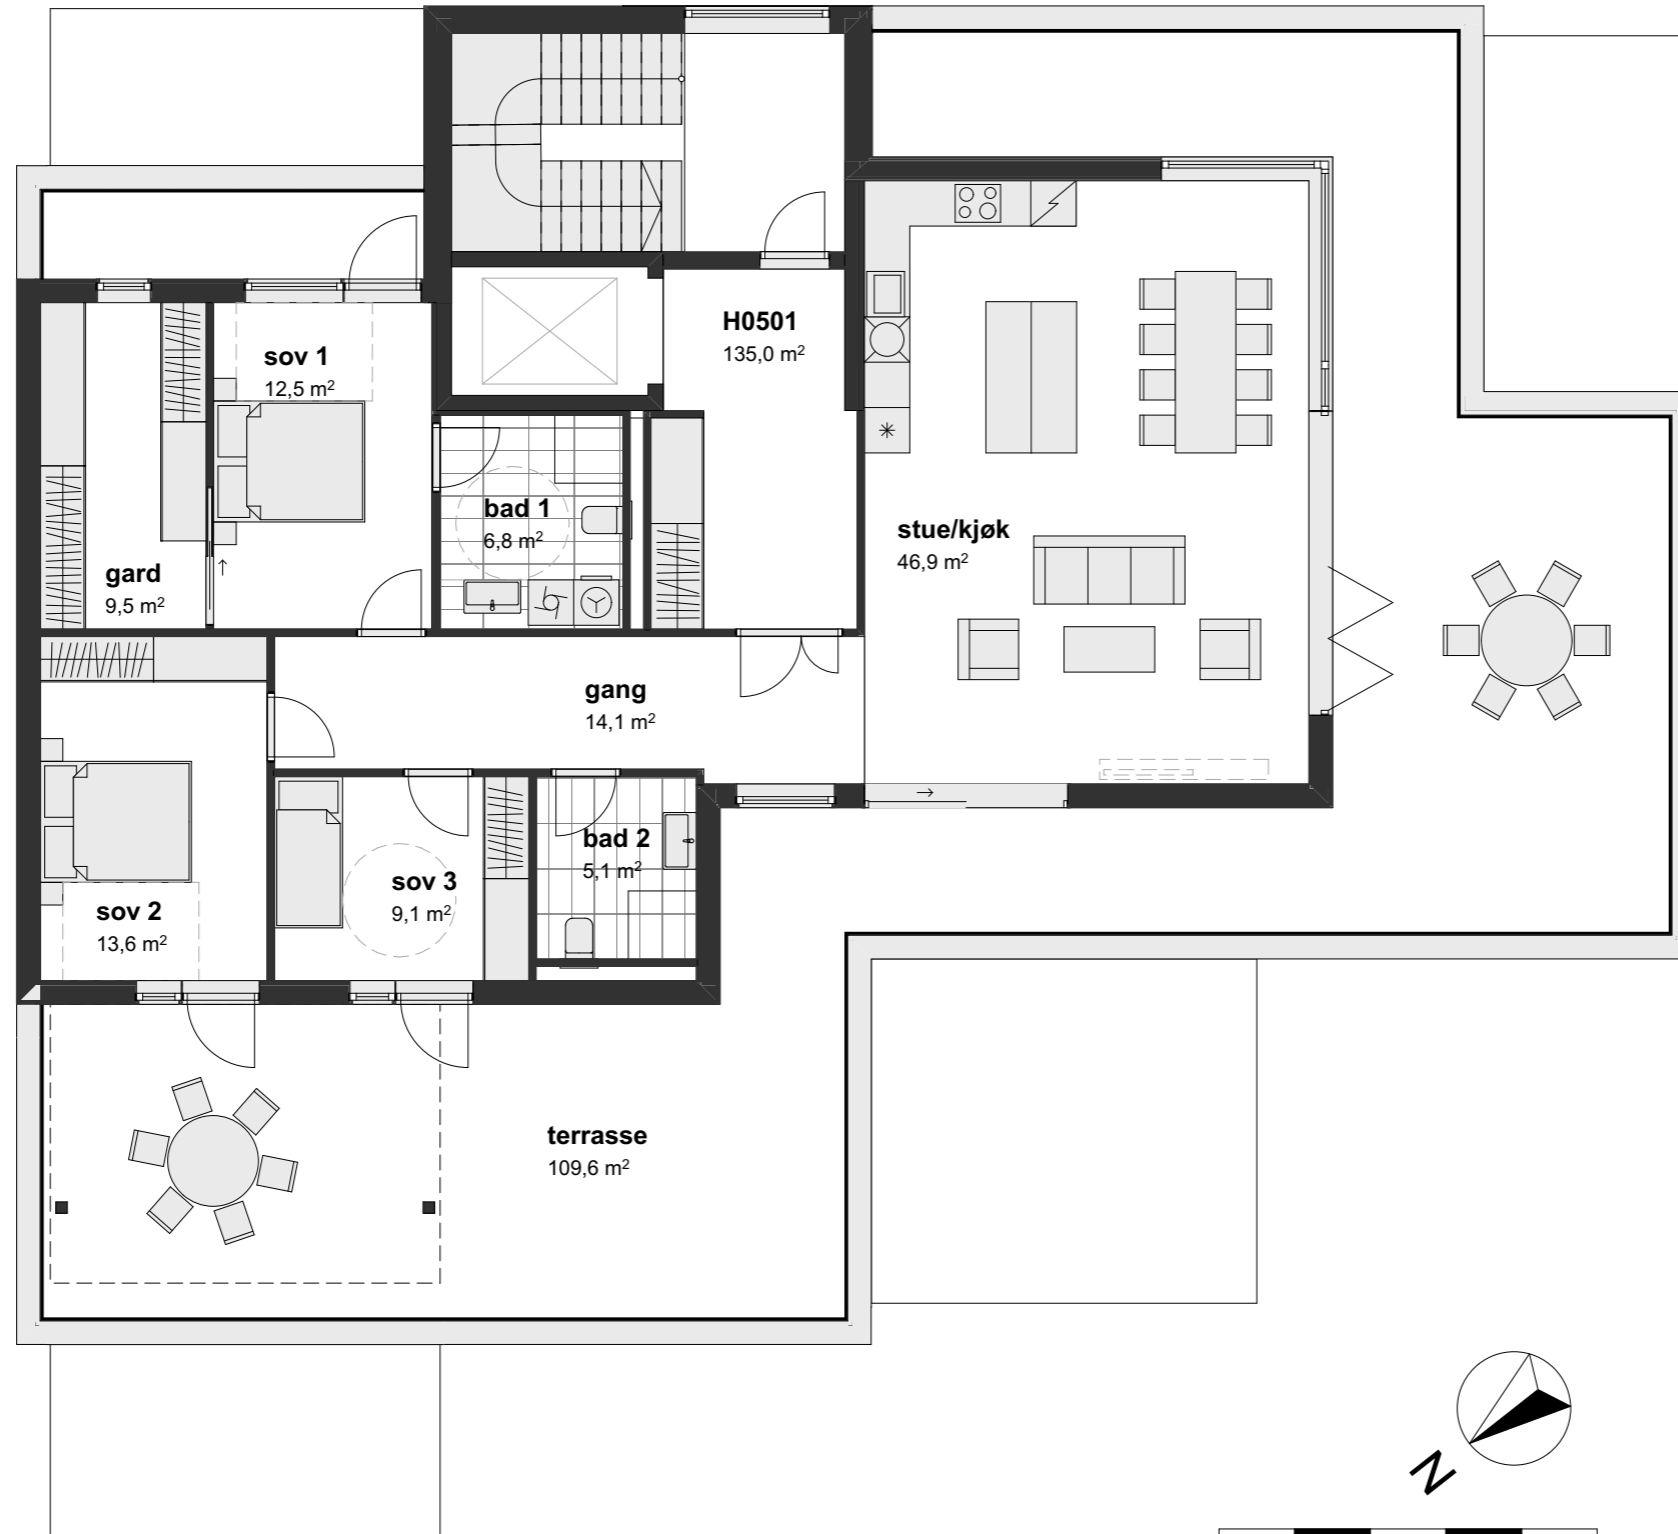 H0501
135,0 m²
sov 1
12,5 m²
bad 1
6,8 m²
stue/kjøk
46,9 m²
gard
9,5 m²
gang
14,1 m²
bad 2
5,1 m²
sov 3
9,1 m²
sov 2
13,6 m²
terrasse
109,6 m²
N